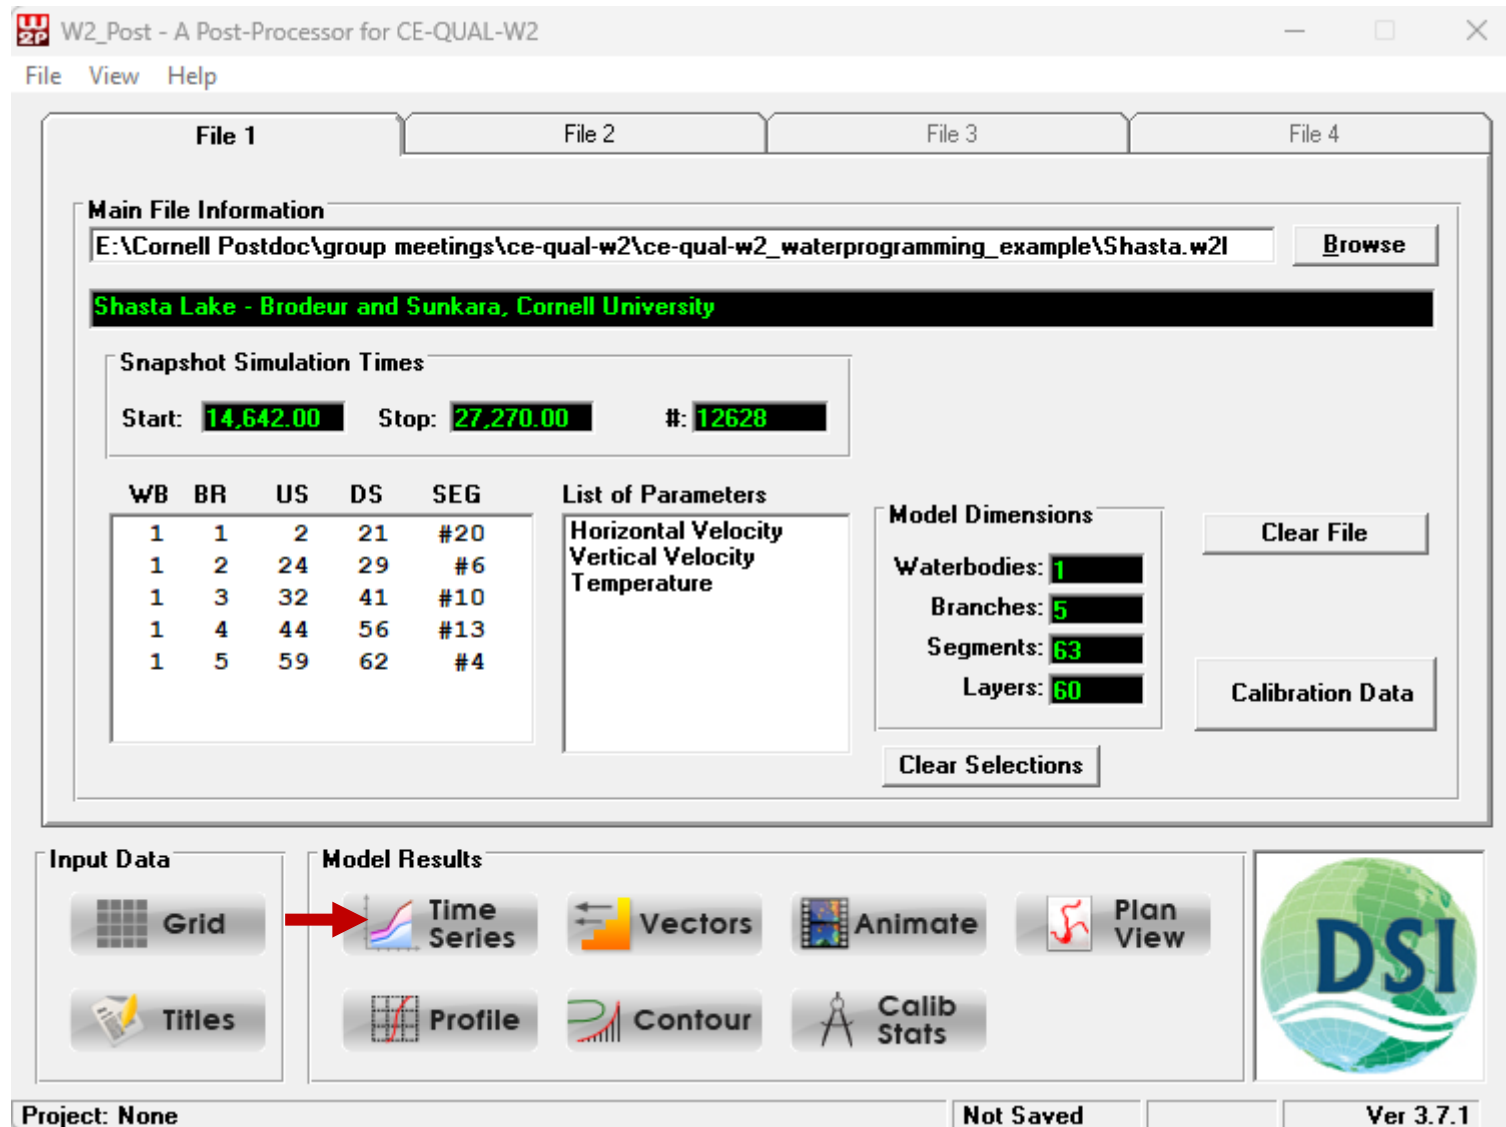 W2_Post - A Post-Processor for CE-QUAL-W2
File View Help
File 1 File 2 File 3 File 4
Main File Information
E:\Cornell Postdoc\group meetings\ce-qual-w2\ce-qual-w2_waterprogramming_example\Shasta.w2l Browse
Shasta Lake - Brodeur and Sunkara, Cornell University
Snapshot Simulation Times
Start: 14,642.00 Stop: 27,270.00 #: 12628
WB BR US DS SEG
1 1 2 21 #20
1 2 24 29 #6
1 3 32 41 #10
1 4 44 56 #13
1 5 59 62 #4
List of Parameters
Horizontal Velocity
Vertical Velocity
Temperature
Model Dimensions
Waterbodies: 1
Branches: 5
Segments: 63
Layers: 60
Clear File
Calibration Data
Clear Selections
Input Data
Grid
Titles
Model Results
Time
Series
Vectors
Animate
Plan
View
Profile
Contour
Calib
Stats
DSI
Project: None Not Saved Ver 3.7.1